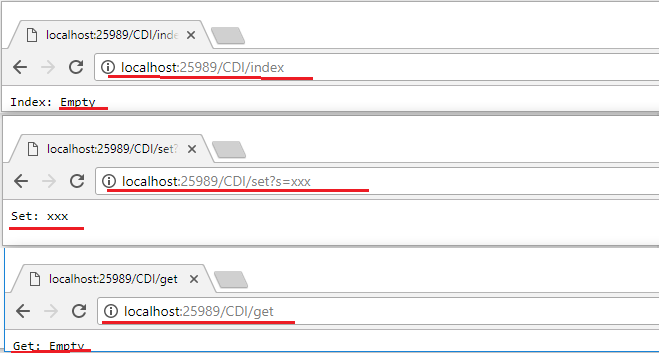 localhost:25989/CDI/inde
localhost:25989/CDI/index
Index: Empty
localhost:25989/CDI/set?
localhost:25989/CDI/set?s=xxx
Set: xxx
localhost:25989/CDI/get
localhost:25989/CDI/get
Get: Empty